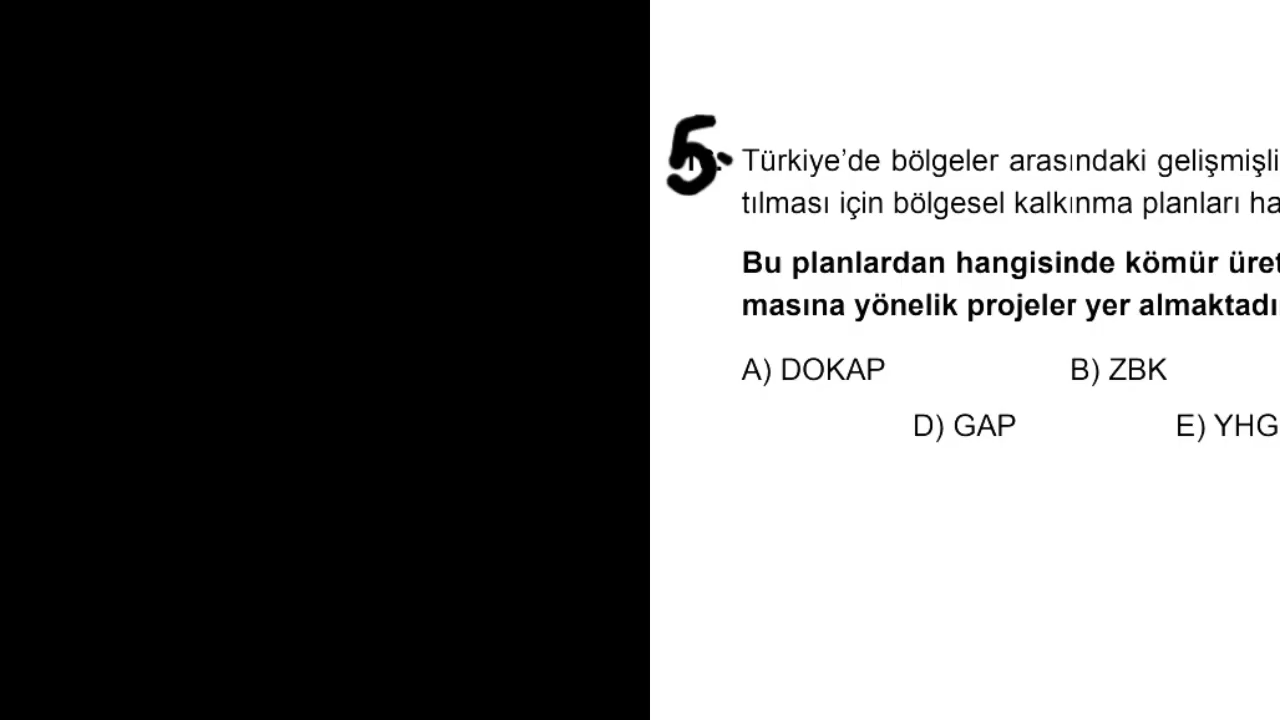 5.
Türkiye’de bölgeler arasındaki gelişmişli
tılması için bölgesel kalkınma planları ha
Bu planlardan hangisinde kömür üret
masına yönelik projeler yer almaktadı
A) DOKAP B) ZBK
D) GAP E) YHG